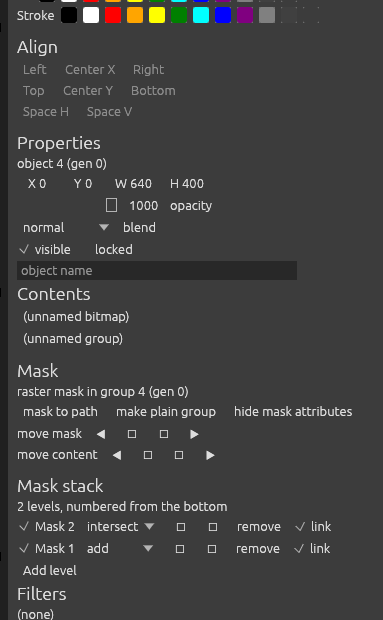 Stroke
Align
Left Center X Right
Top Center Y Bottom
Space H Space V
Properties
object 4 (gen 0)
X 0 Y 0 W 640 H 400
1000 opacity
normal blend
visible locked
object name
Contents
(unnamed bitmap)
(unnamed group)
Mask
raster mask in group 4 (gen 0)
mask to path make plain group hide mask attributes
move mask
move content
Mask stack
2 levels, numbered from the bottom
Mask 2 intersect remove link
Mask 1 add remove link
Add level
Filters
(none)